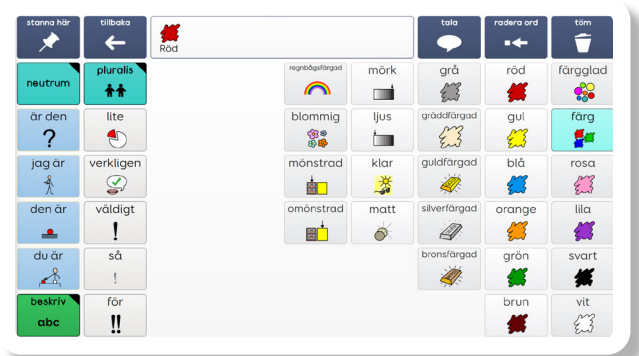 stanna här tillbaka tala radera ord töm
Röd
neutrum pluralis regnbågsfärgad mörk grå röd färgglad
är den lite blommig ljus gräddfärgad gul färg
?
jag är verkligen mönstrad klar guldfärgad blå rosa
den är väldigt omönstrad matt silverfärgad orange lila
!
du är så bronsfärgad grön svart
!
beskriv för brun vit
abc !!